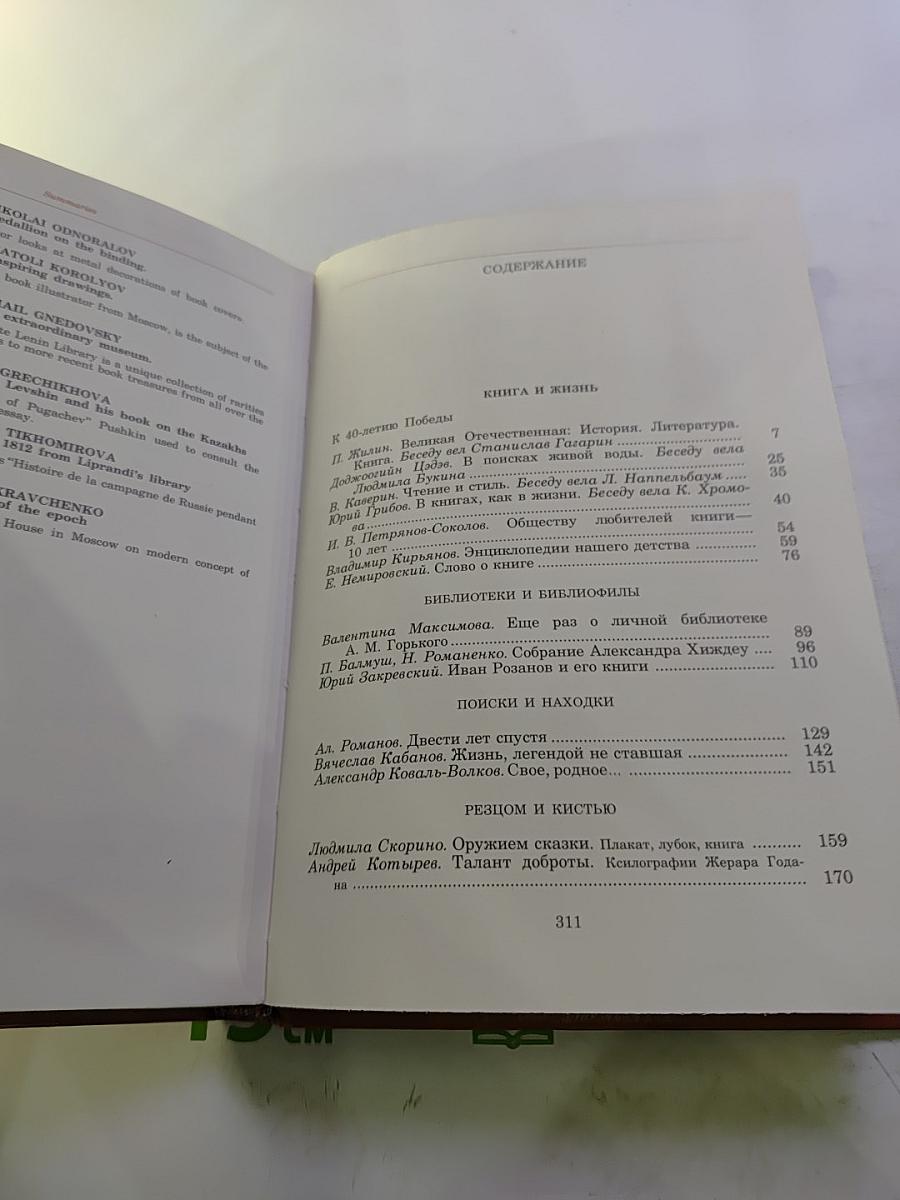 Summaries
KOLAI ODNORALOV
edallion on the binding.
or looks at metal decorations of book covers.
ATOLI KOROLYOV
spiring drawings.
book illustrator from Moscow, is the subject of the
AIL GNEDOVSKY
extraordinary museum.
te Lenin Library is a unique collection of rarities
s to more recent book treasures from all over the
GRECHIKHOVA
Levshin and his book on the Kazakhs
of Pugachev" Pushkin used to consult the
essay.
TIKHOMIROVA
1812 from Liprandi's library
s "Histoire de la campagne de Russie pendant
KRAVCHENKO
of the epoch
House in Moscow on modern concept of
СОДЕРЖАНИЕ
КНИГА И ЖИЗНЬ
К 40-летию Победы
П. Жилин. Великая Отечественная: История. Литература.
Книга. Беседу вел Станислав Гагарин ........ 7
Доджоогийн Цэдэв. В поисках живой воды. Беседу вела
Людмила Букина ........ 25
В. Каверин. Чтение и стиль. Беседу вела Л. Наппельбаум ..... 35
Юрий Грибов. В книгах, как в жизни. Беседу вела К. Хромо-
ва ........ 40
И. В. Петрянов-Соколов. Обществу любителей книги—
10 лет ........ 54
Владимир Кирьянов. Энциклопедии нашего детства ........ 59
Е. Немировский. Слово о книге ........ 76
БИБЛИОТЕКИ И БИБЛИОФИЛЫ
Валентина Максимова. Еще раз о личной библиотеке
А. М. Горького ........ 89
П. Балмуш, Н. Романенко. Собрание Александра Хиждеу .... 96
Юрий Закревский. Иван Розанов и его книги ........ 110
ПОИСКИ И НАХОДКИ
Ал. Романов. Двести лет спустя ........ 129
Вячеслав Кабанов. Жизнь, легендой не ставшая ........ 142
Александр Коваль-Волков. Свое, родное... ........ 151
РЕЗЦОМ И КИСТЬЮ
Людмила Скорино. Оружием сказки. Плакат, лубок, книга ........ 159
Андрей Котырев. Талант доброты. Ксилографии Жерара Года-
на ........ 170
311
см